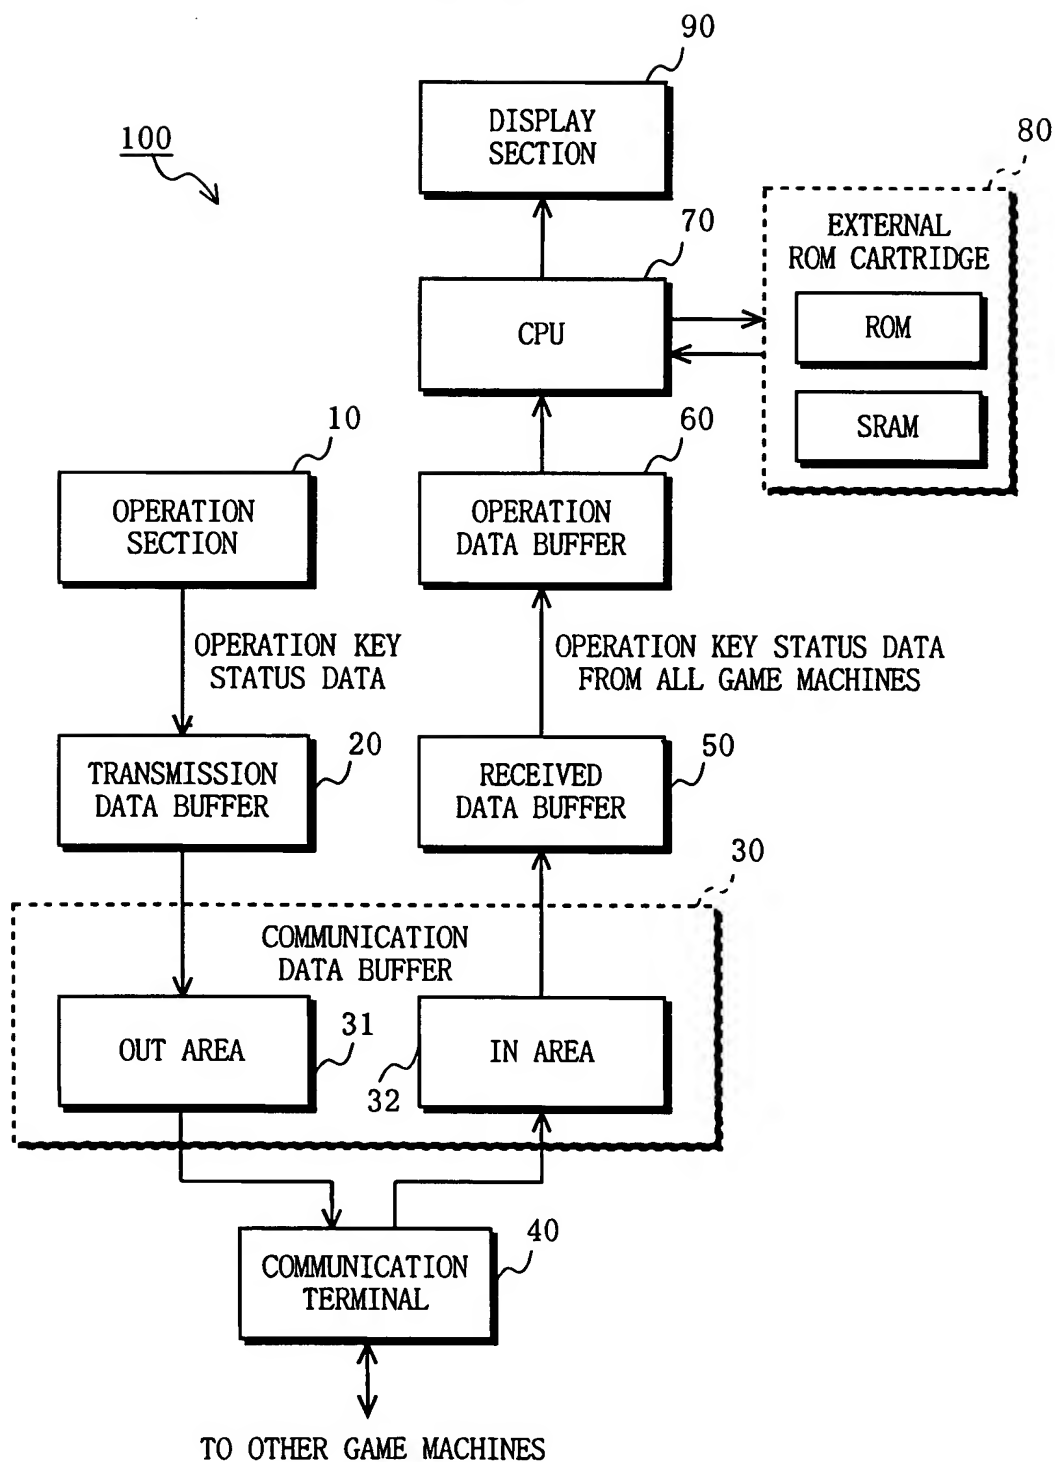 90
DISPLAY
SECTION
100
80
EXTERNAL
ROM CARTRIDGE
70
CPU
ROM
SRAM
10
60
OPERATION
SECTION
OPERATION
DATA BUFFER
OPERATION KEY
STATUS DATA
OPERATION KEY STATUS DATA
FROM ALL GAME MACHINES
20
50
TRANSMISSION
DATA BUFFER
RECEIVED
DATA BUFFER
30
COMMUNICATION
DATA BUFFER
OUT AREA
31
32
IN AREA
40
COMMUNICATION
TERMINAL
TO OTHER GAME MACHINES